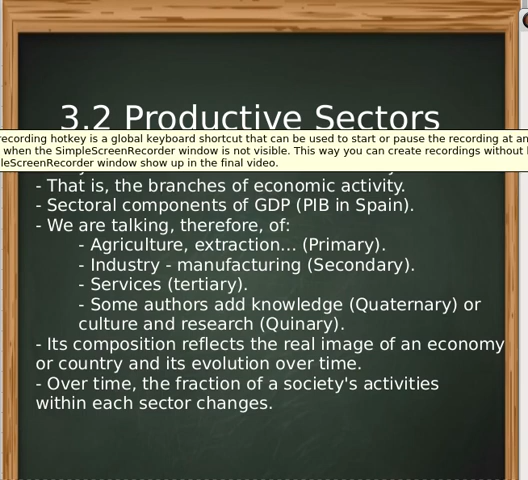 3.2 Productive Sectors
recording hotkey is a global keyboard shortcut that can be used to start or pause the recording at an
when the SimpleScreenRecorder window is not visible. This way you can create recordings without
leScreenRecorder window show up in the final video.
- That is, the branches of economic activity.
- Sectoral components of GDP (PIB in Spain).
- We are talking, therefore, of:
- Agriculture, extraction... (Primary).
- Industry - manufacturing (Secondary).
- Services (tertiary).
- Some authors add knowledge (Quaternary) or
culture and research (Quinary).
- Its composition reflects the real image of an economy
or country and its evolution over time.
- Over time, the fraction of a society's activities
within each sector changes.